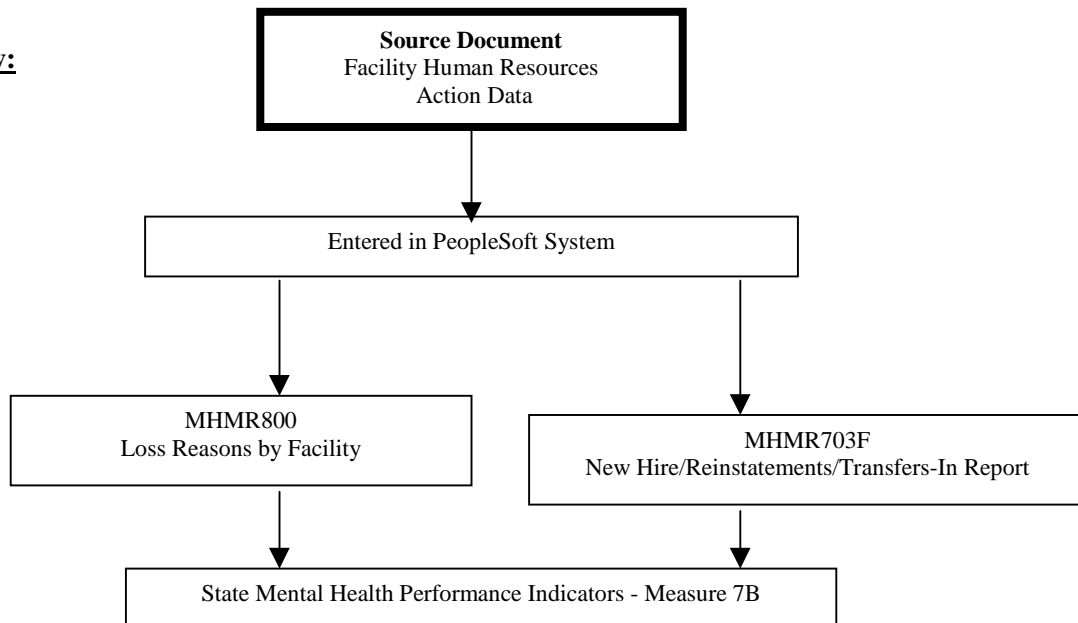 y:
Source Document
Facility Human Resources
Action Data
Entered in PeopleSoft System
MHMR800
Loss Reasons by Facility
MHMR703F
New Hire/Reinstatements/Transfers-In Report
State Mental Health Performance Indicators - Measure 7B